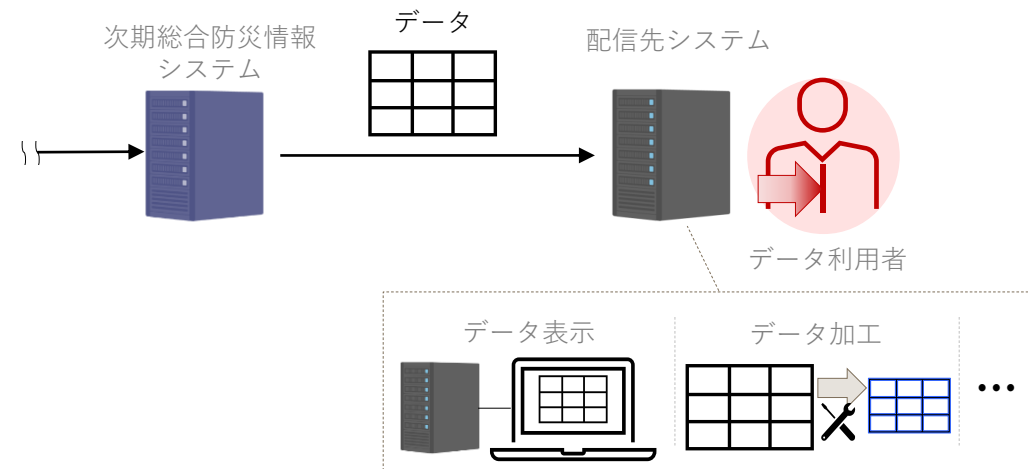 データ
次期総合防災情報
システム
配信先システム
データ利用者
データ表示
データ加工
…